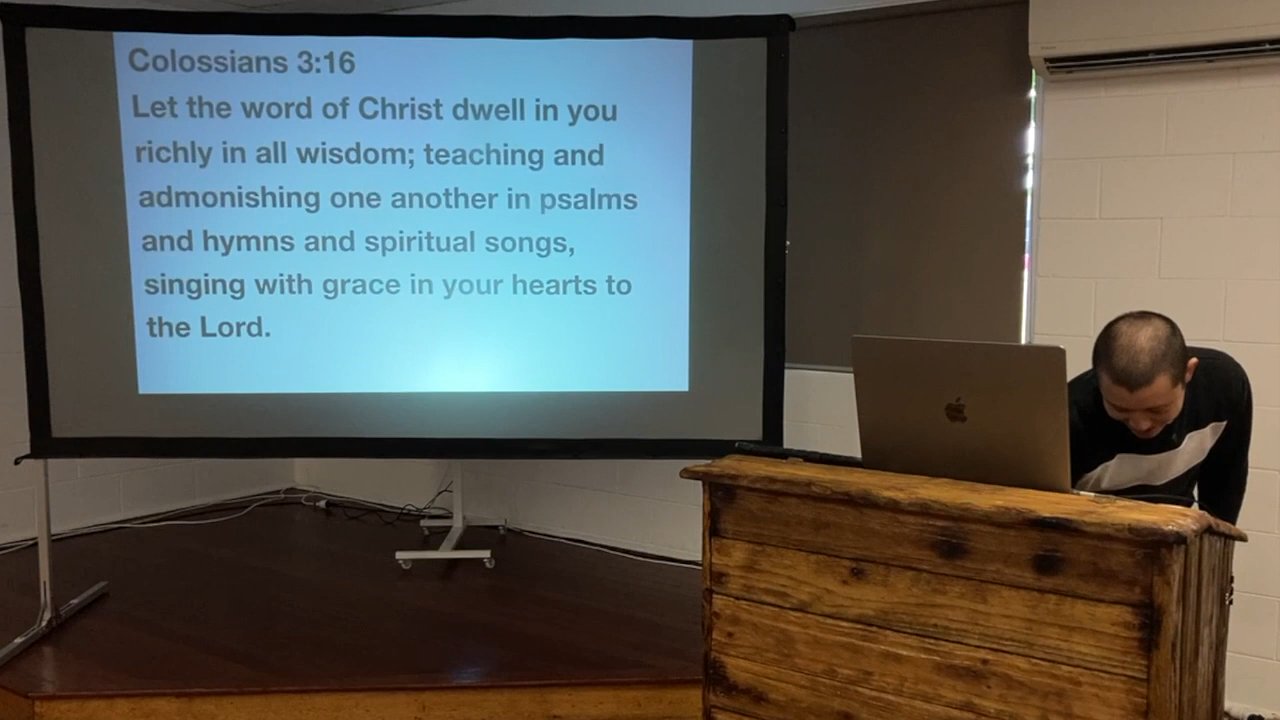 Colossians 3:16
Let the word of Christ dwell in you
richly in all wisdom; teaching and
admonishing one another in psalms
and hymns and spiritual songs,
singing with grace in your hearts to
the Lord.